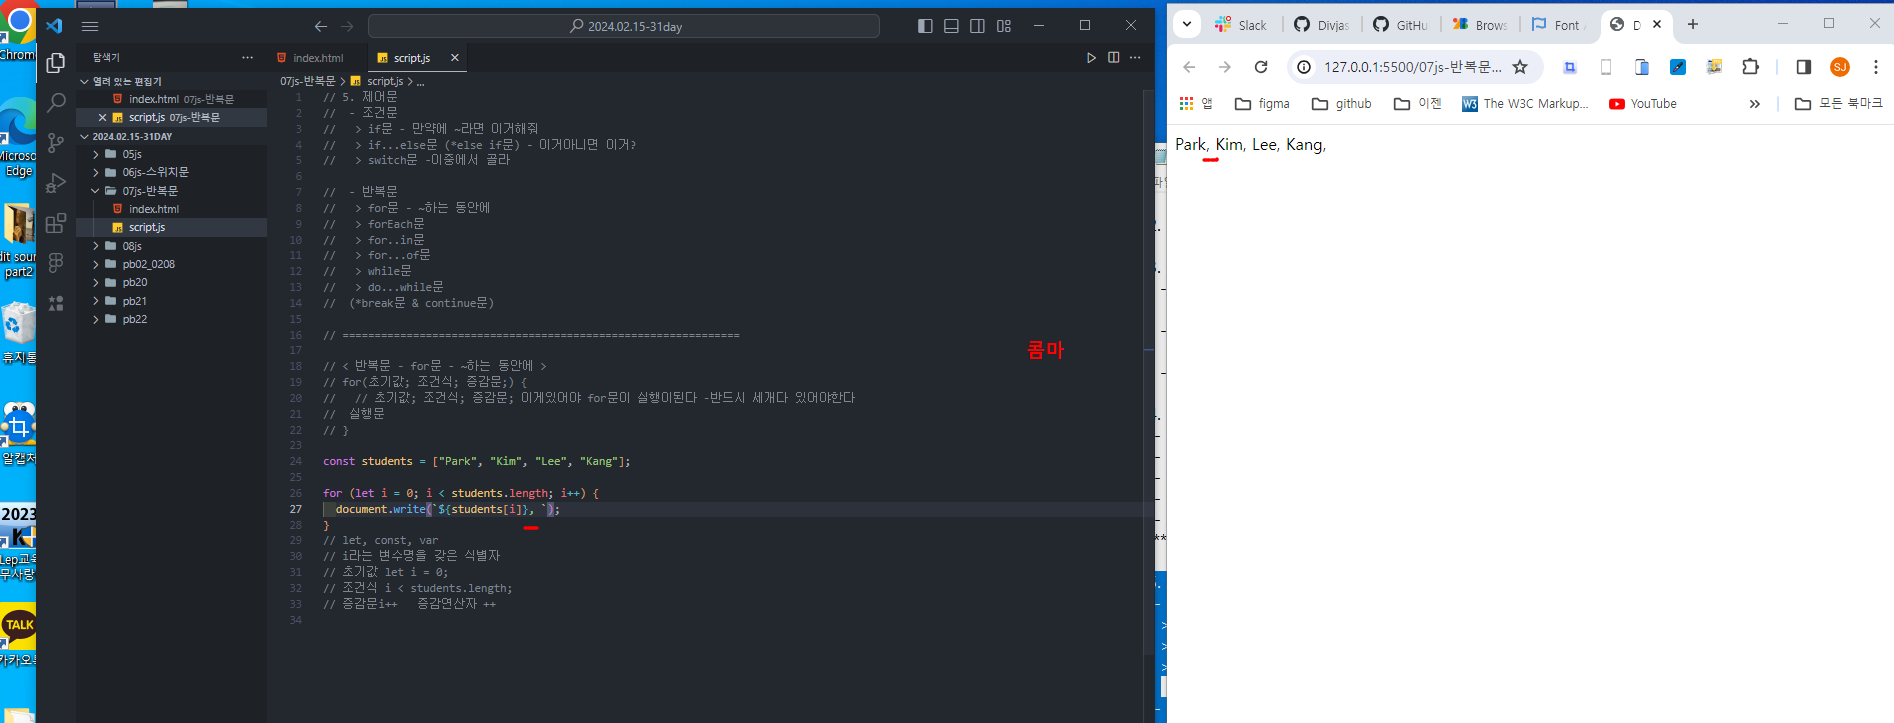 Chrome
Microso
Edge
dit sour
part2
휴지통
알캡처
2023
K
Lep교육
무사랑
TALK
카카오톡
2024.02.15-31day
탐색기
열려 있는 편집기
index.html 07js-반복문
script.js 07js-반복문
2024.02.15-31DAY
05js
06js-스위치문
07js-반복문
index.html
script.js
08js
pb02_0208
pb20
pb21
pb22
index.html
script.js
07js-반복문 > script.js > ...
1 // 5. 제어문
2 //  - 조건문
3 //   > if문 - 만약에 ~라면 이거해줘
4 //   > if...else문 (*else if문) - 이거아니면 이거?
5 //   > switch문 -이중에서 골라
6
7 //  - 반복문
8 //   > for문 - ~하는 동안에
9 //   > forEach문
10 //   > for..in문
11 //   > for...of문
12 //   > while문
13 //   > do...while문
14 //  (*break문 & continue문)
15
16 // ==============================================================
17
18 // < 반복문 - for문 - ~하는 동안에 >
19 // for(초기값; 조건식; 증감문;) {
20 //   // 초기값; 조건식; 증감문; 이게있어야 for문이 실행이된다 -반드시 세개다 있어야한다
21 //  실행문
22 // }
23
24 const students = ["Park", "Kim", "Lee", "Kang"];
25
26 for (let i = 0; i < students.length; i++) {
27   document.write(`${students[i]}, `);
28 }
29 // let, const, var
30 // i라는 변수명을 갖은 식별자
31 // 초기값 let i = 0;
32 // 조건식 i < students.length;
33 // 증감문i++   증감연산자 ++
34
콤마
Slack
Divjas
GitHu
Brows
Font A
D
127.0.0.1:5500/07js-반복문...
SJ
앱
figma
github
이젠
W3
The W3C Markup...
YouTube
모든 북마크
Park, Kim, Lee, Kang,